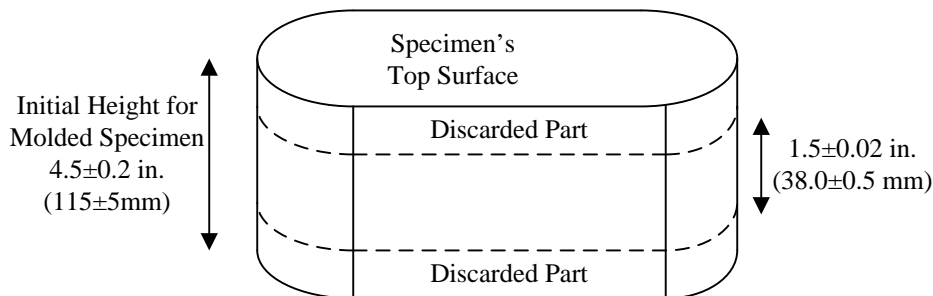 Specimen’s
Top Surface
Initial Height for
Molded Specimen
4.5±0.2 in.
(115±5mm)
Discarded Part
1.5±0.02 in.
(38.0±0.5 mm)
Discarded Part